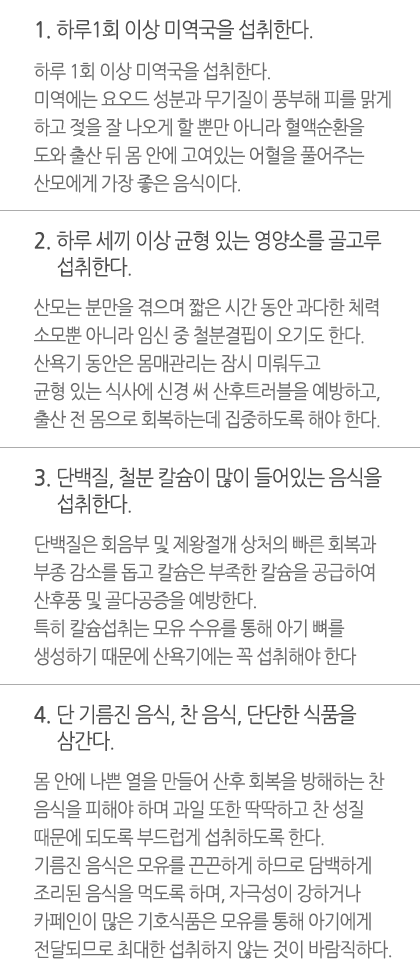 1. 하루1회 이상 미역국을 섭취한다.
하루 1회 이상 미역국을 섭취한다.
미역에는 요오드 성분과 무기질이 풍부해 피를 맑게
하고 젖을 잘 나오게 할 뿐만 아니라 혈액순환을
도와 출산 뒤 몸 안에 고여있는 어혈을 풀어주는
산모에게 가장 좋은 음식이다.
2. 하루 세끼 이상 균형 있는 영양소를 골고루
섭취한다.
산모는 분만을 겪으며 짧은 시간 동안 과다한 체력
소모뿐 아니라 임신 중 철분결핍이 오기도 한다.
산욕기 동안은 몸매관리는 잠시 미뤄두고
균형 있는 식사에 신경 써 산후트러블을 예방하고,
출산 전 몸으로 회복하는데 집중하도록 해야 한다.
3. 단백질, 철분 칼슘이 많이 들어있는 음식을
섭취한다.
단백질은 회음부 및 제왕절개 상처의 빠른 회복과
부종 감소를 돕고 칼슘은 부족한 칼슘을 공급하여
산후풍 및 골다공증을 예방한다.
특히 칼슘섭취는 모유 수유를 통해 아기 뼈를
생성하기 때문에 산욕기에는 꼭 섭취해야 한다
4. 단 기름진 음식, 찬 음식, 단단한 식품을
삼간다.
몸 안에 나쁜 열을 만들어 산후 회복을 방해하는 찬
음식을 피해야 하며 과일 또한 딱딱하고 찬 성질
때문에 되도록 부드럽게 섭취하도록 한다.
기름진 음식은 모유를 끈끈하게 하므로 담백하게
조리된 음식을 먹도록 하며, 자극성이 강하거나
카페인이 많은 기호식품은 모유를 통해 아기에게
전달되므로 최대한 섭취하지 않는 것이 바람직하다.